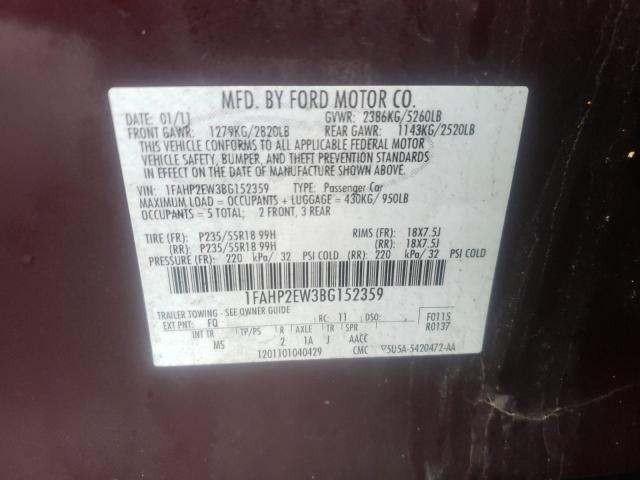 MFD. BY FORD MOTOR CO.
DATE: 01/11 GVWR: 2386KG/5260LB
FRONT GAWR: 1279KG/2820LB REAR GAWR: 1143KG/2520LB
THIS VEHICLE CONFORMS TO ALL APPLICABLE FEDERAL MOTOR
VEHICLE SAFETY, BUMPER, AND THEFT PREVENTION STANDARDS
IN EFFECT ON THE DATE OF MANUFACTURE SHOWN ABOVE.
VIN: 1FAHP2EW3BG152359 TYPE: Passenger Car
MAXIMUM LOAD = OCCUPANTS + LUGGAGE = 430KG/ 950LB
OCCUPANTS = 5 TOTAL: 2 FRONT, 3 REAR
TIRE (FR): P235/55R18 99H RIMS (FR): 18X7.5J
(RR): P235/55R18 99H (RR): 18X7.5J
PRESSURE (FR): 220 kPa/ 32 PSI COLD (RR): 220 kPa/ 32 PSI COLD
1FAHP2EW3BG152359
TRAILER TOWING - SEE OWNER GUIDE
EXT PNT: FQ RC: 11 DSO: F0115
INT TR TP/PS R AXLE TR SPR R0137
MS 2 1A J AACC
1201101040429 CMC 5U5A-5420472-AA